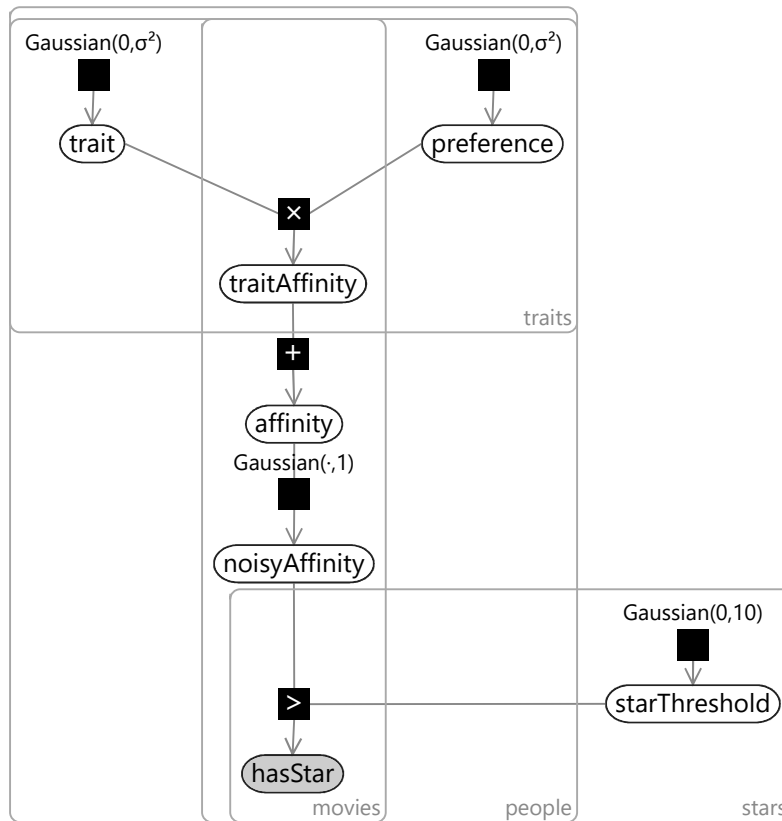 Gaussian(0,σ²)
Gaussian(0,σ²)
trait
preference
×
traitAffinity
traits
+
affinity
Gaussian(·,1)
noisyAffinity
Gaussian(0,10)
>
starThreshold
hasStar
movies
people
stars